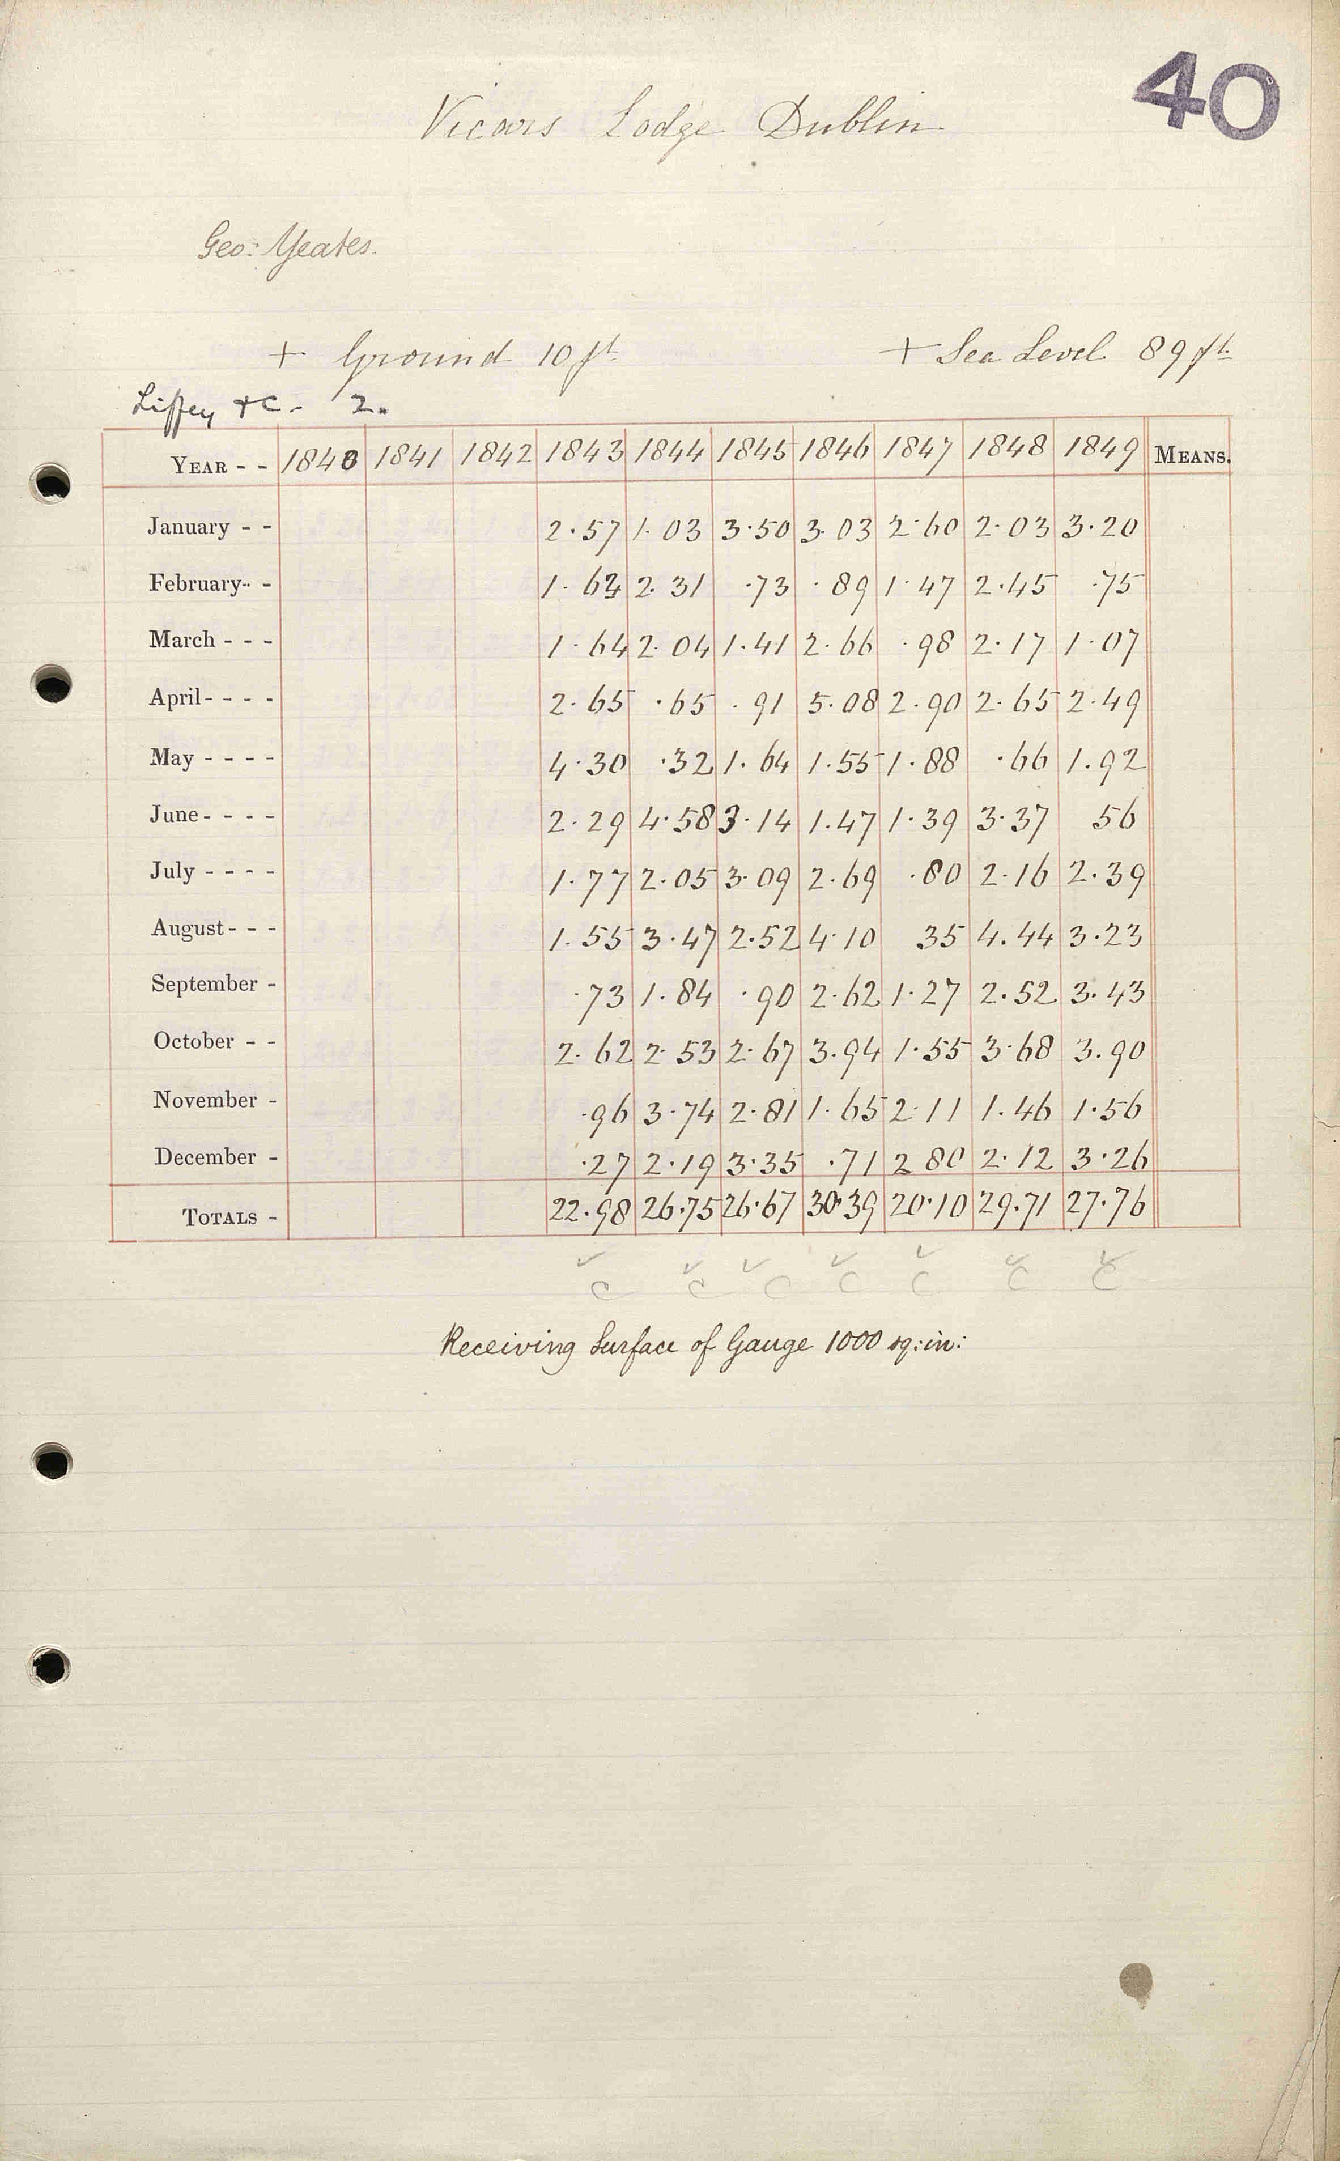 40
Vicars Lodge Dublin
Geo: Yeates.
+ Ground 10 ft + Sea Level 89 ft
Liffey &C - 2.
YEAR - - 1840 1841 1842 1843 1844 1845 1846 1847 1848 1849 MEANS.
January - - 2.57 1.03 3.50 3.03 2.60 2.03 3.20
February - - 1.63 2.31 .73 .89 1.47 2.45 .75
March - - - 1.64 2.04 1.41 2.66 .98 2.17 1.07
April - - - - 2.65 .65 .91 5.08 2.90 2.65 2.49
May - - - - 4.30 .32 1.64 1.55 1.88 .66 1.92
June - - - - 2.29 4.58 3.14 1.47 1.39 3.37 56
July - - - - 1.77 2.05 3.09 2.69 .80 2.16 2.39
August - - - 1.55 3.47 2.52 4.10 35 4.44 3.23
September - .73 1.84 .90 2.62 1.27 2.52 3.43
October - - 2.62 2.53 2.67 3.94 1.55 3.68 3.90
November - .96 3.74 2.81 1.65 2.11 1.46 1.56
December - .27 2.19 3.35 .71 2 80 2.12 3.26
TOTALS - 22.98 26.75 26.67 30.39 20.10 29.71 27.76
✓ ✓ ✓ ✓ ✓ ✓ ✓
C C C C C C C
Receiving Surface of Gauge 1000 sq: in: